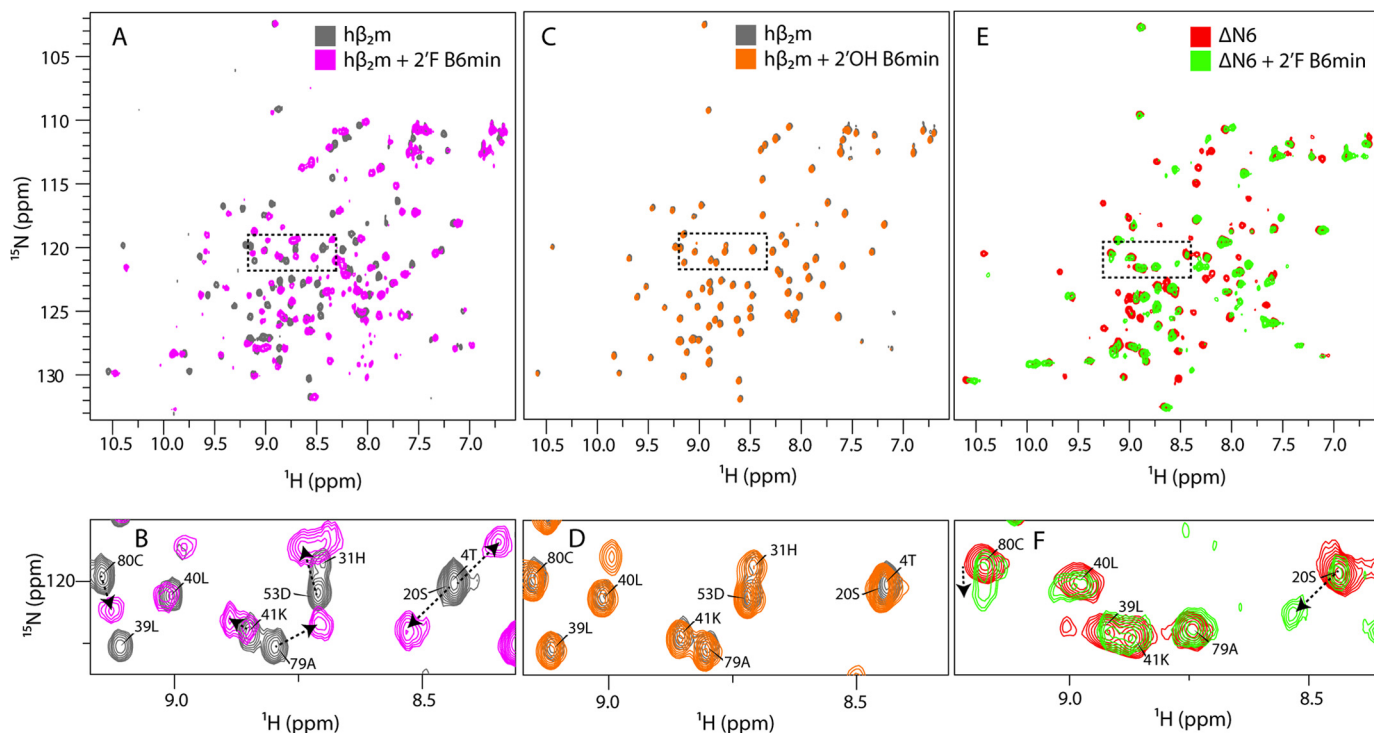 A
hβ₂m
hβ₂m + 2'F B6min
C
hβ₂m
hβ₂m + 2'OH B6min
E
ΔN6
ΔN6 + 2'F B6min
105
110
115
120
125
130
¹⁵N (ppm)
10.5 10.0 9.0 8.5 8.0 7.5 7.0
¹H (ppm)
10.5 10.0 9.0 8.5 8.0 7.5 7.0
¹H (ppm)
10.5 10.0 9.0 8.5 8.0 7.5 7.0
¹H (ppm)
B
80C
40L
39L
41K
79A
53D
31H
4T
20S
120
¹⁵N (ppm)
9.0 8.5
¹H (ppm)
D
80C
40L
39L
41K
79A
53D
31H
4T
20S
9.0 8.5
¹H (ppm)
F
80C
40L
39L
41K
79A
20S
9.0 8.5
¹H (ppm)